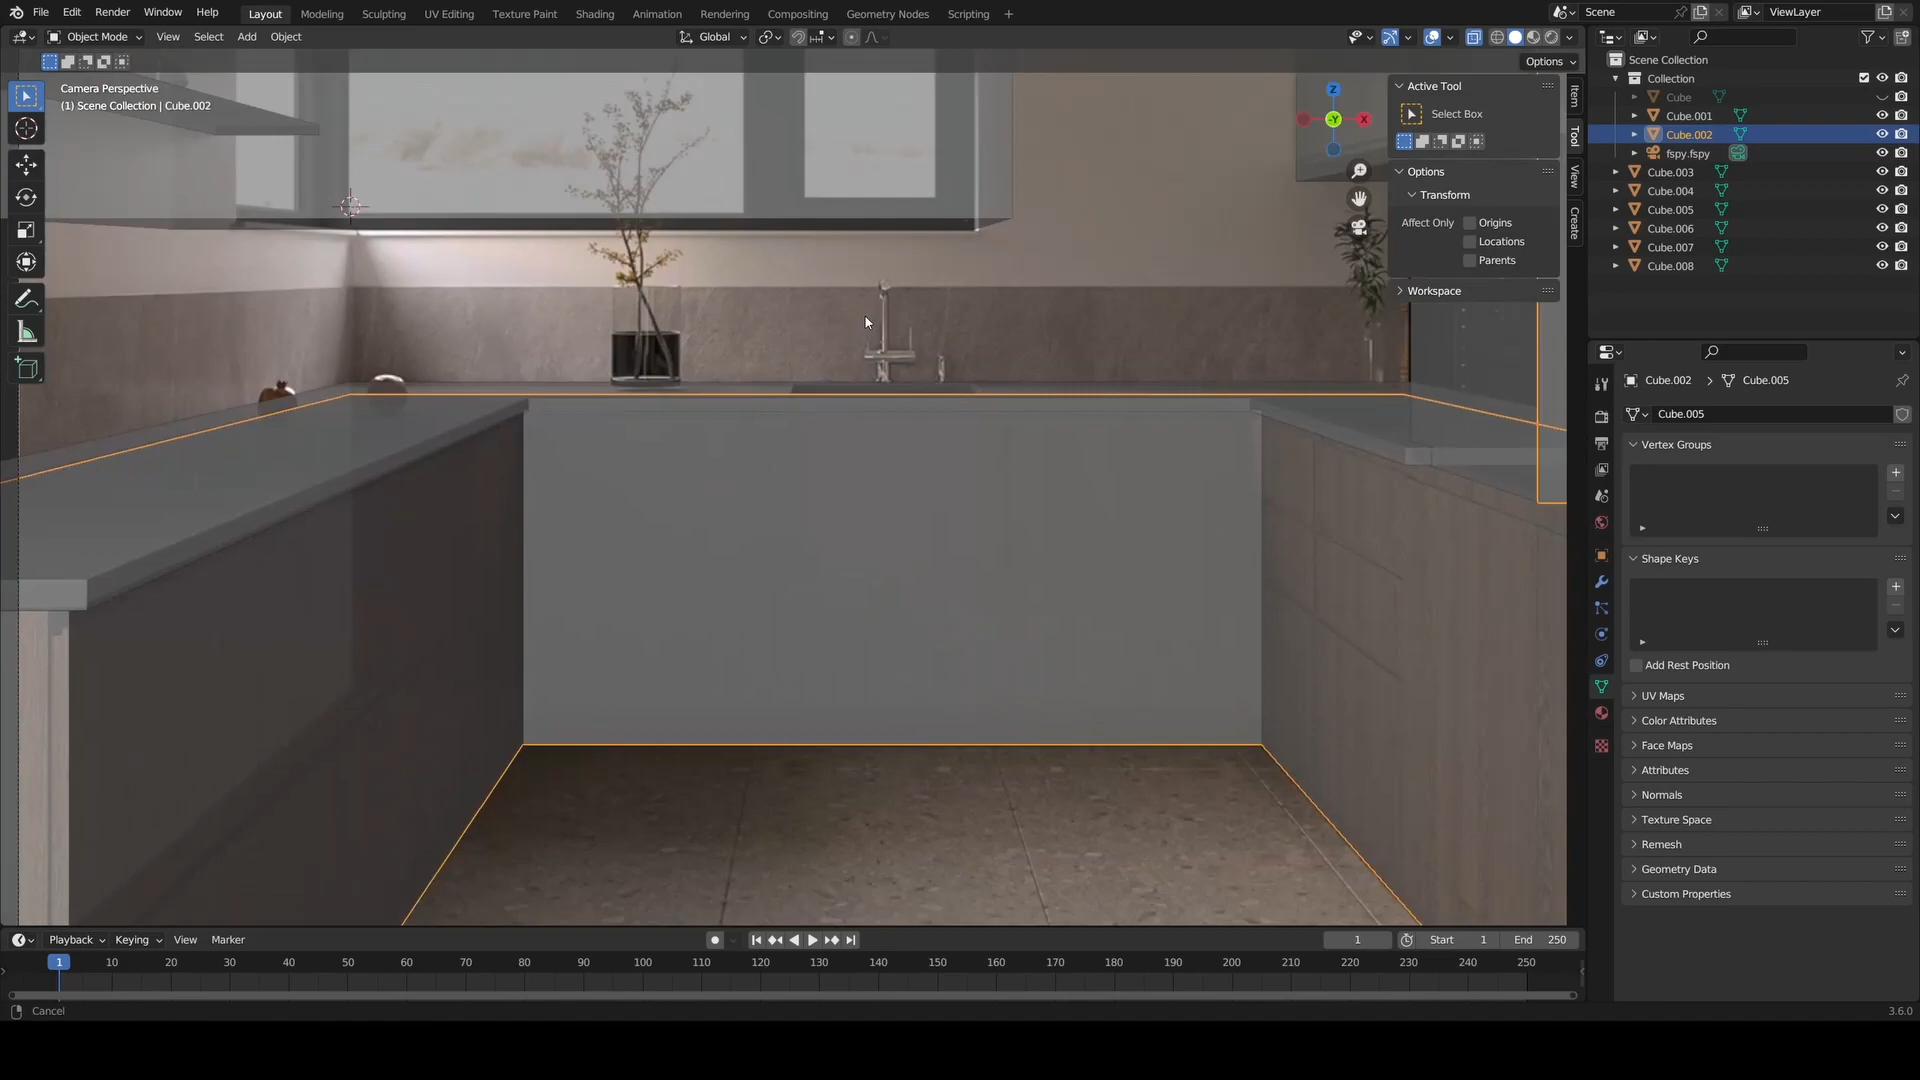 File Edit Render Window Help Layout Modeling Sculpting UV Editing Texture Paint Shading Animation Rendering Compositing Geometry Nodes Scripting + Scene ViewLayer
Object Mode View Select Add Object Global
Options
Camera Perspective
(1) Scene Collection | Cube.002
Z
-Y
X
Active Tool
Select Box
Options
Transform
Affect Only Origins
Locations
Parents
Workspace
Item
Tool
View
Create
Scene Collection
Collection
Cube
Cube.001
Cube.002
fspy.fspy
Cube.003
Cube.004
Cube.005
Cube.006
Cube.007
Cube.008
Cube.002 > Cube.005
Cube.005
Vertex Groups
Shape Keys
Add Rest Position
UV Maps
Color Attributes
Face Maps
Attributes
Normals
Texture Space
Remesh
Geometry Data
Custom Properties
Playback Keying View Marker 1 Start 1 End 250
1 10 20 30 40 50 60 70 80 90 100 110 120 130 140 150 160 170 180 190 200 210 220 230 240 250
Cancel 3.6.0